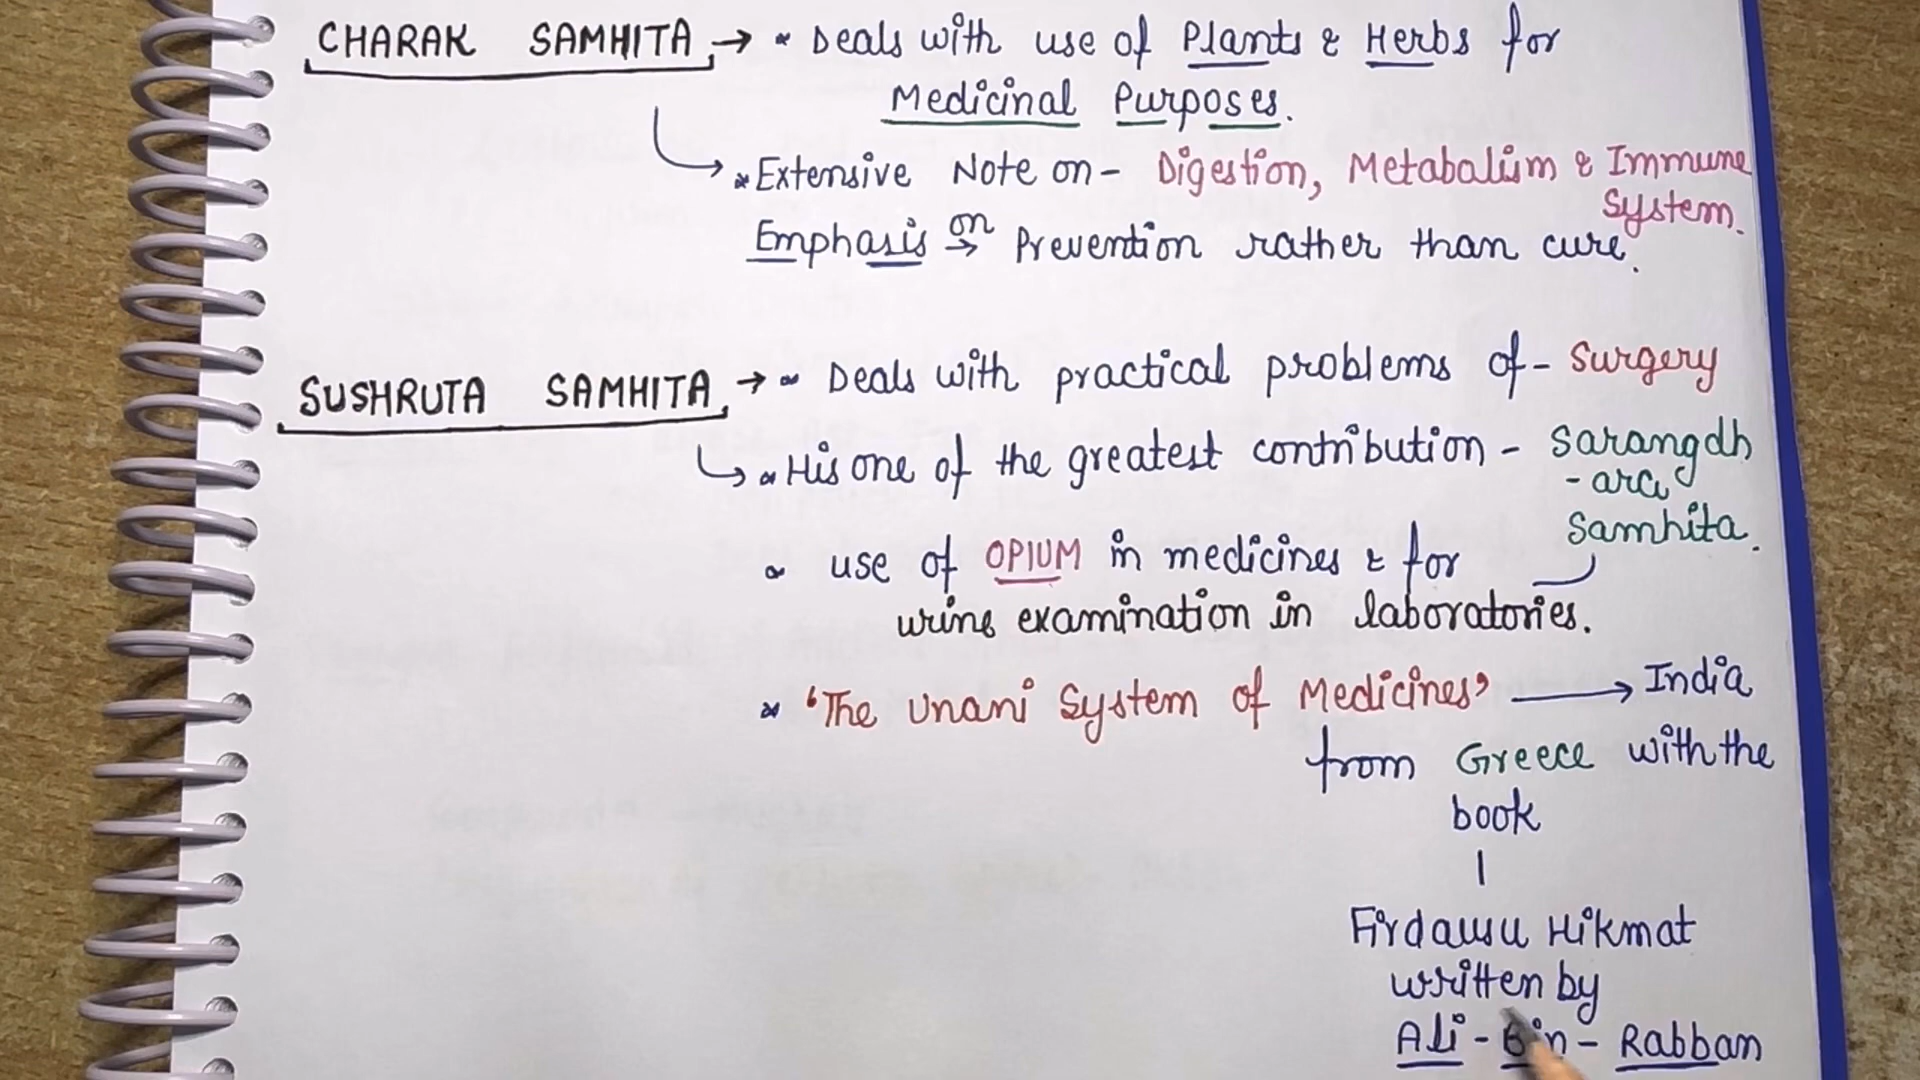 CHARAK SAMHITA → * Deals with use of Plants & Herbs for
Medicinal Purposes.
* Extensive Note on - Digestion, Metabalism & Immune
System.
Emphasis on → Prevention rather than cure.
SUSHRUTA SAMHITA → * Deals with practical problems of - Surgery
* His one of the greatest contribution - Sarangdh
- ara
Samhita.
* use of OPIUM in medicines & for
urine examination in laboratories.
* 'The Unani System of Medicines' → India
from Greece with the
book
Firdausu Hikmat
written by
Ali - Bin - Rabban